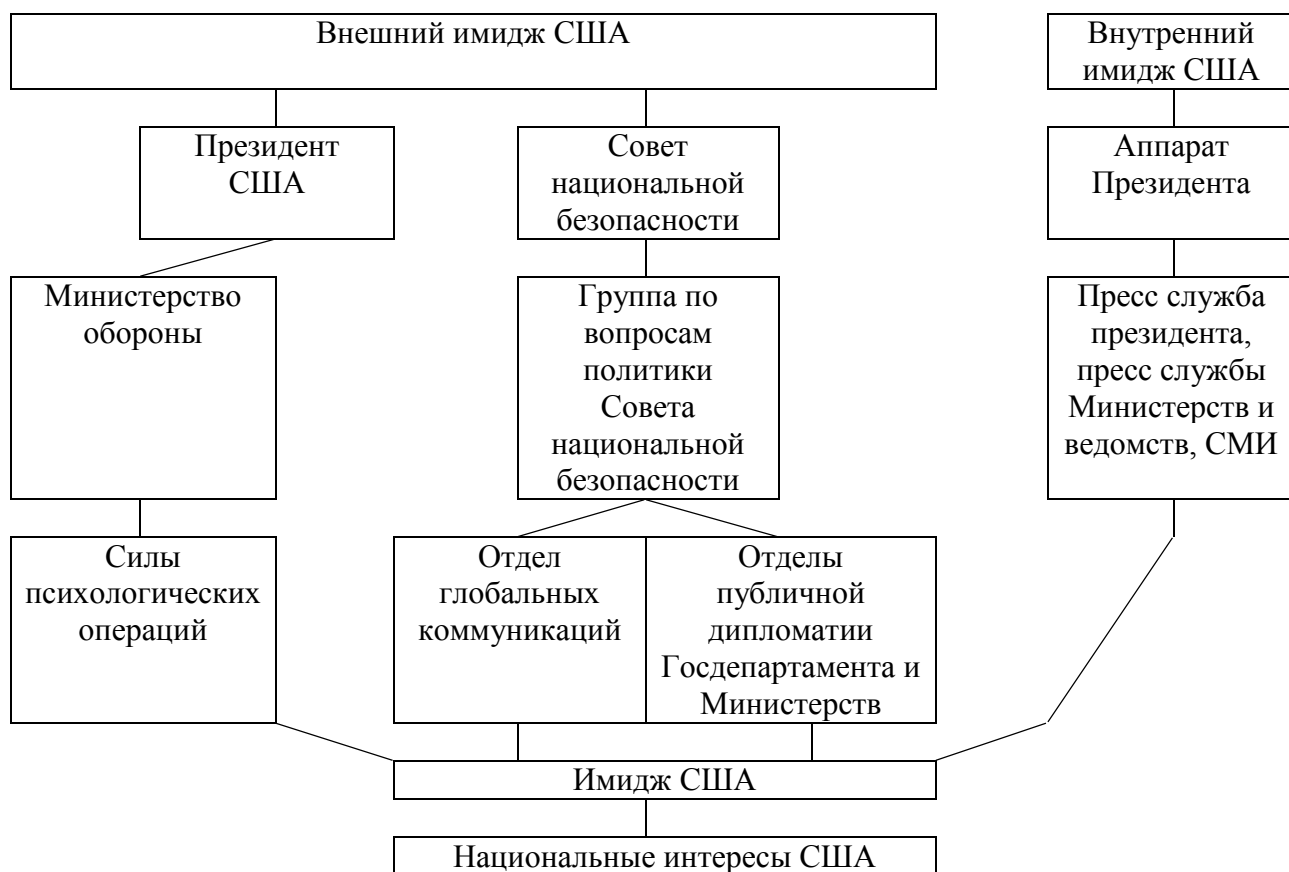 Внешний имидж США
Внутренний
имидж США
Президент
США
Совет
национальной
безопасности
Аппарат
Президента
Министерство
обороны
Группа по
вопросам
политики
Совета
национальной
безопасности
Пресс служба
президента,
пресс службы
Министерств и
ведомств, СМИ
Силы
психологических
операций
Отдел
глобальных
коммуникаций
Отделы
публичной
дипломатии
Госдепартамента и
Министерств
Имидж США
Национальные интересы США